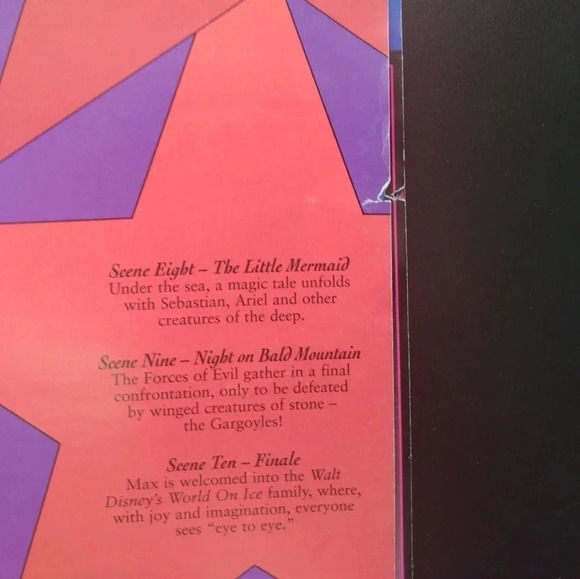 Scene Eight – The Little Mermaid
Under the sea, a magic tale unfolds
with Sebastian, Ariel and other
creatures of the deep.
Scene Nine – Night on Bald Mountain
The Forces of Evil gather in a final
confrontation, only to be defeated
by winged creatures of stone –
the Gargoyles!
Scene Ten – Finale
Max is welcomed into the Walt
Disney's World On Ice family, where,
with joy and imagination, everyone
sees "eye to eye."